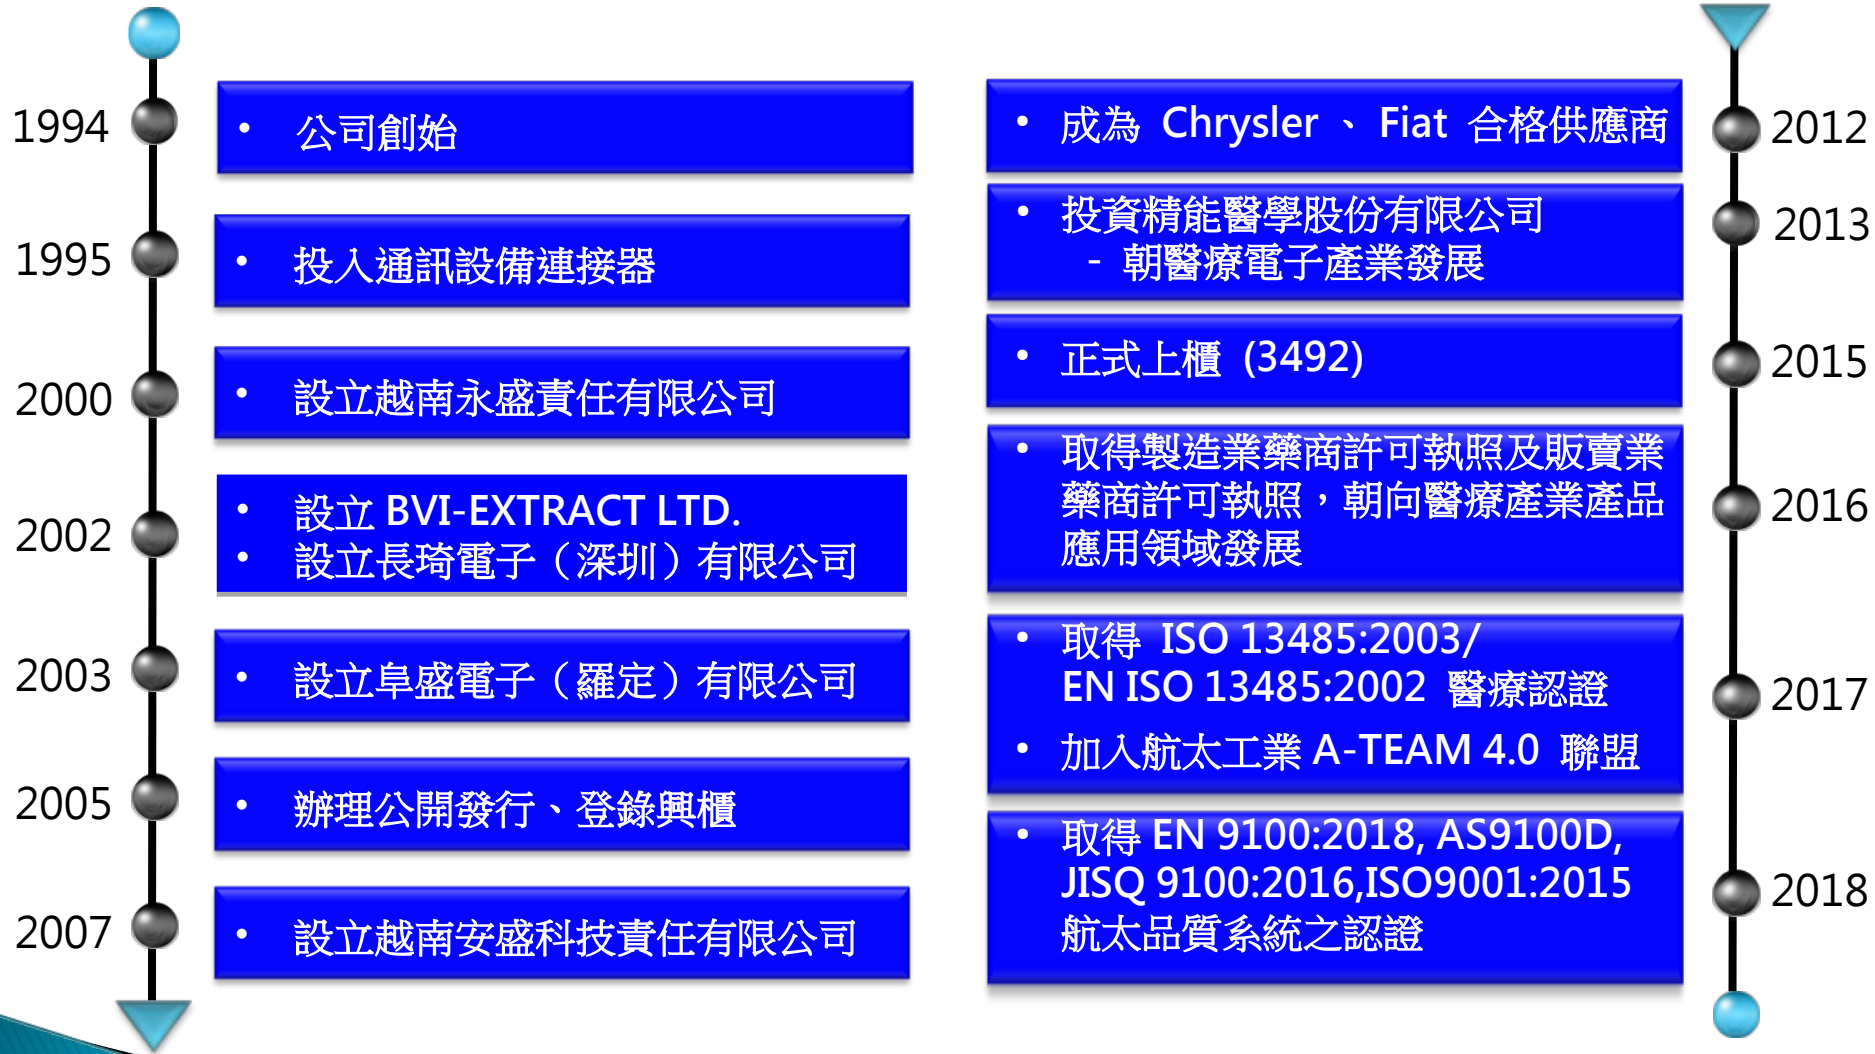 1994
• 公司創始
1995
• 投入通訊設備連接器
2000
• 設立越南永盛責任有限公司
2002
• 設立 BVI-EXTRACT LTD.
• 設立長琦電子（深圳）有限公司
2003
• 設立阜盛電子（羅定）有限公司
2005
• 辦理公開發行、登錄興櫃
2007
• 設立越南安盛科技責任有限公司
• 成為 Chrysler 、 Fiat 合格供應商
2012
• 投資精能醫學股份有限公司
- 朝醫療電子產業發展
2013
• 正式上櫃 (3492)
2015
• 取得製造業藥商許可執照及販賣業
藥商許可執照，朝向醫療產業產品
應用領域發展
2016
• 取得 ISO 13485:2003/
EN ISO 13485:2002 醫療認證
• 加入航太工業 A-TEAM 4.0 聯盟
2017
• 取得 EN 9100:2018, AS9100D,
JISQ 9100:2016,ISO9001:2015
航太品質系統之認證
2018